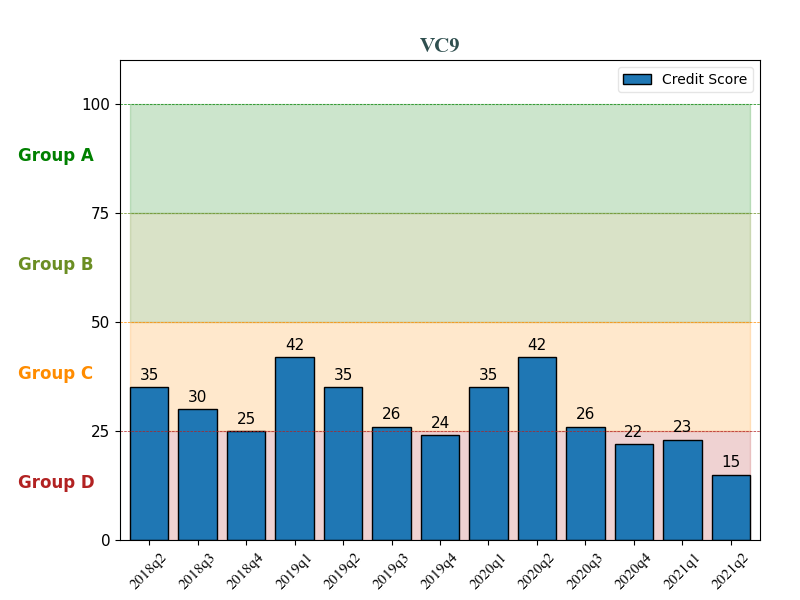 VC9
Credit Score
100
Group A
75
Group B
50
42
42
35
35
35
Group C
30
26
26
25
24
22
23
25
15
Group D
0
2018q2
2018q3
2018q4
2019q1
2019q2
2019q3
2019q4
2020q1
2020q2
2020q3
2020q4
2021q1
2021q2